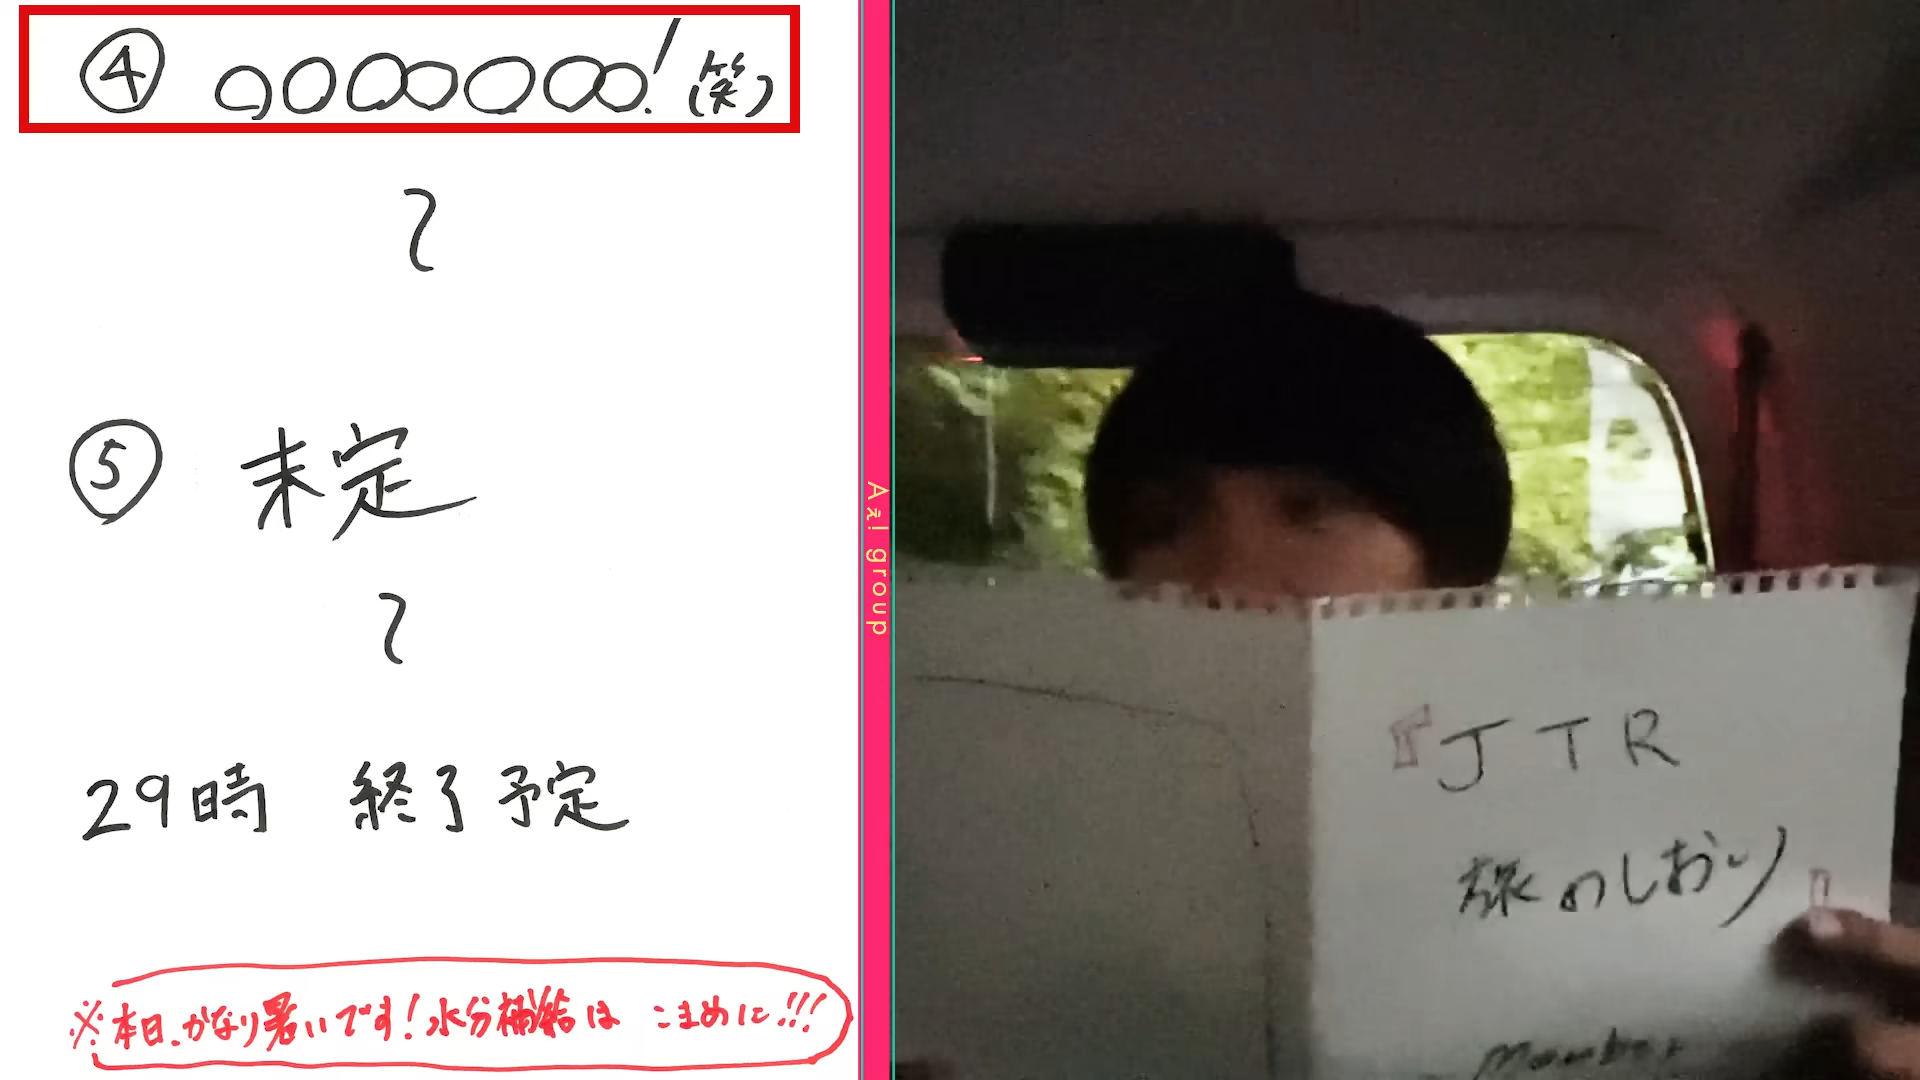 ④ ○○○○○○○!(笑)
〜
⑤ 未定
〜
29時 終了予定
※本日、かなり暑いです!水分補給は こまめに!!!
Aぇ! group
『JTR
旅のしおり』
Member